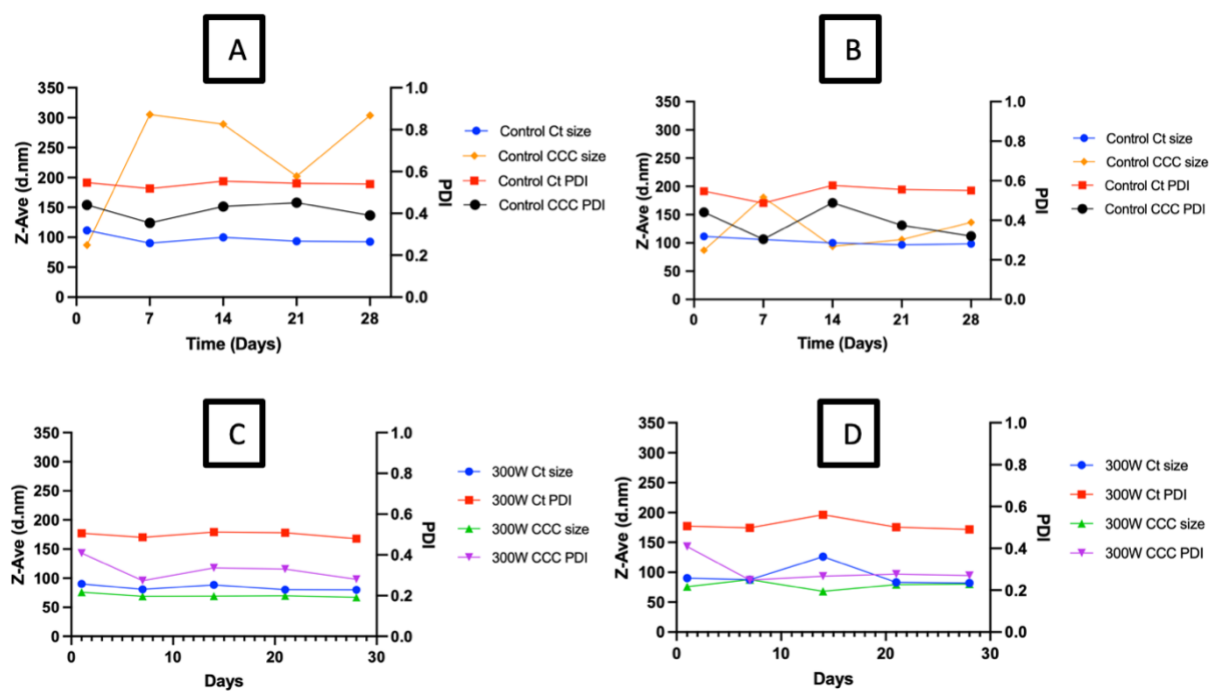 A
350
300
250
200
150
100
50
0
Z-Ave (d.nm)
1.0
0.8
0.6
0.4
0.2
0.0
PDI
0 7 14 21 28
Time (Days)
Control Ct size
Control CCC size
Control Ct PDI
Control CCC PDI
B
350
300
250
200
150
100
50
0
Z-Ave (d.nm)
1.0
0.8
0.6
0.4
0.2
0.0
PDI
0 7 14 21 28
Time (Days)
Control Ct size
Control CCC size
Control Ct PDI
Control CCC PDI
C
350
300
250
200
150
100
50
0
Z-Ave (d.nm)
1.0
0.8
0.6
0.4
0.2
0.0
PDI
0 10 20 30
Days
300W Ct size
300W Ct PDI
300W CCC size
300W CCC PDI
D
350
300
250
200
150
100
50
0
Z-Ave (d.nm)
1.0
0.8
0.6
0.4
0.2
0.0
PDI
0 10 20 30
Days
300W Ct size
300W Ct PDI
300W CCC size
300W CCC PDI